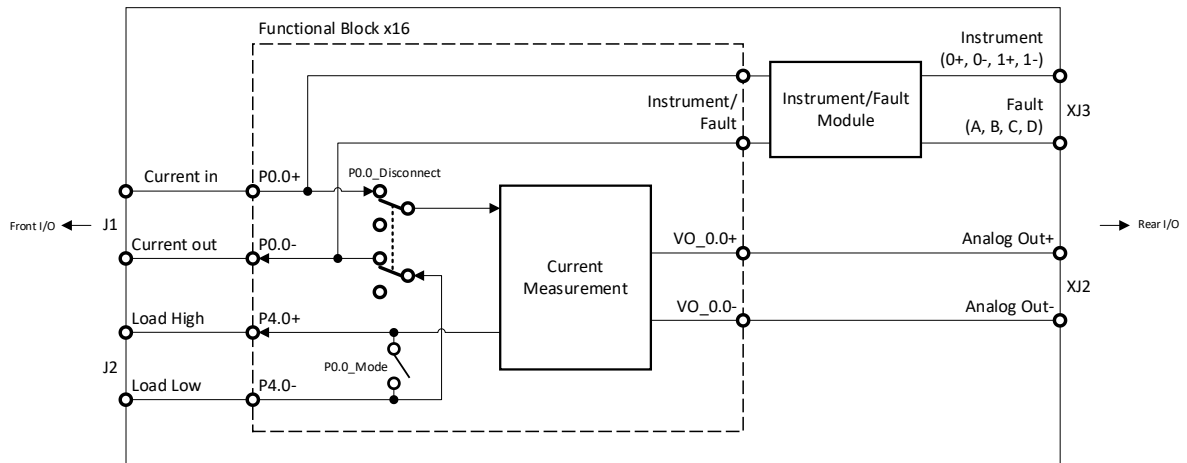 Functional Block x16
Instrument
(0+, 0-, 1+, 1-)
Instrument/
Fault
Instrument/Fault
Module
Fault
(A, B, C, D)
XJ3
Current in
P0.0+
P0.0_Disconnect
Front I/O
J1
Rear I/O
Current out
P0.0-
Current
Measurement
VO_0.0+
Analog Out+
XJ2
Load High
P4.0+
VO_0.0-
Analog Out-
J2
P0.0_Mode
Load Low
P4.0-